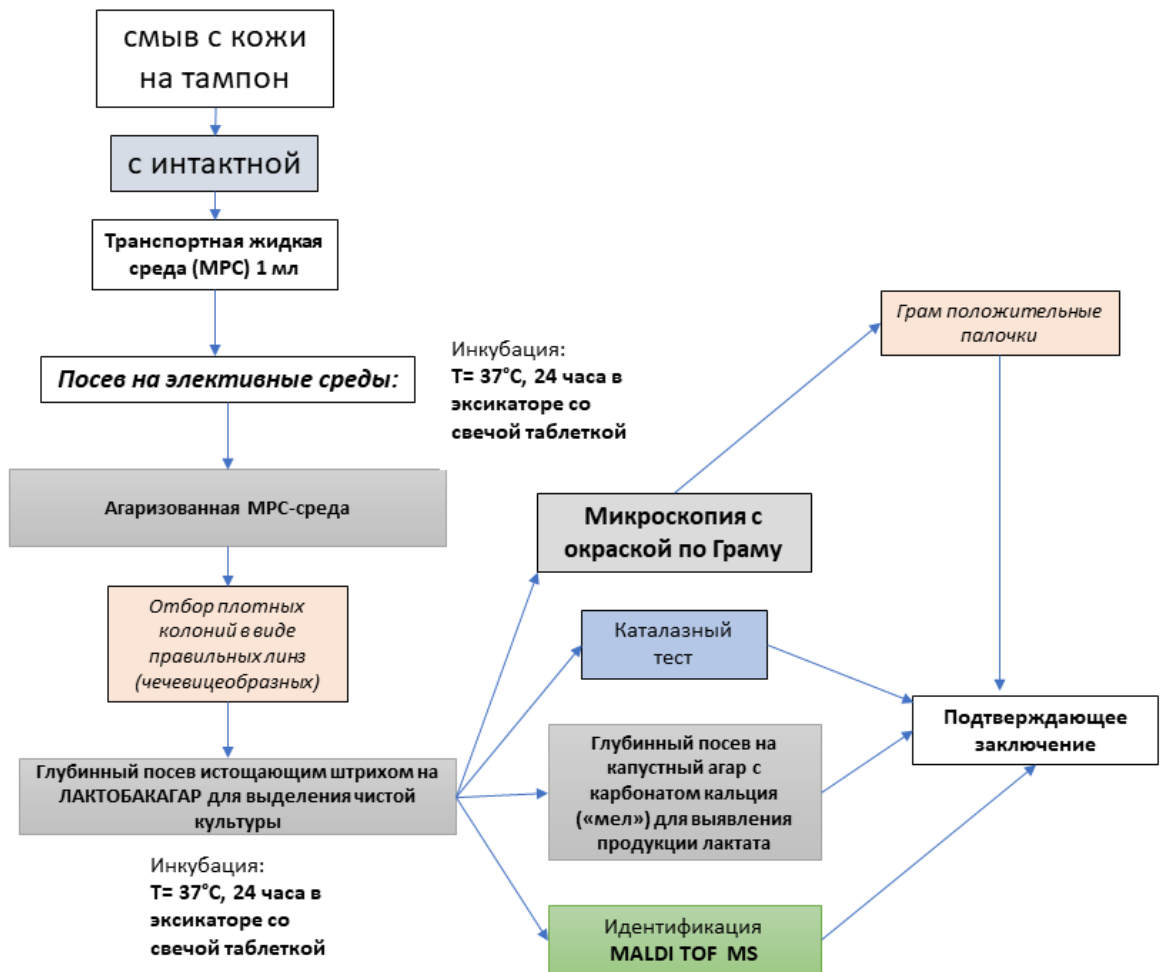 смыв с кожи
на тампон
с интактной
Транспортная жидкая
среда (МРС) 1 мл
Посев на элективные среды:
Агаризованная МРС-среда
Отбор плотных
колоний в виде
правильных линз
(чечевицеобразных)
Глубинный посев истощающим штрихом на
ЛАКТОБАКАГАР для выделения чистой
культуры
Инкубация:
Т= 37°С, 24 часа в
эксикаторе со
свечой таблеткой
Инкубация:
Т= 37°С, 24 часа в
эксикаторе со
свечой таблеткой
Микроскопия с
окраской по Граму
Грам положительные
палочки
Каталазный
тест
Глубинный посев на
капустный агар с
карбонатом кальция
(«мел») для выявления
продукции лактата
Идентификация
MALDI TOF MS
Подтверждающее
заключение